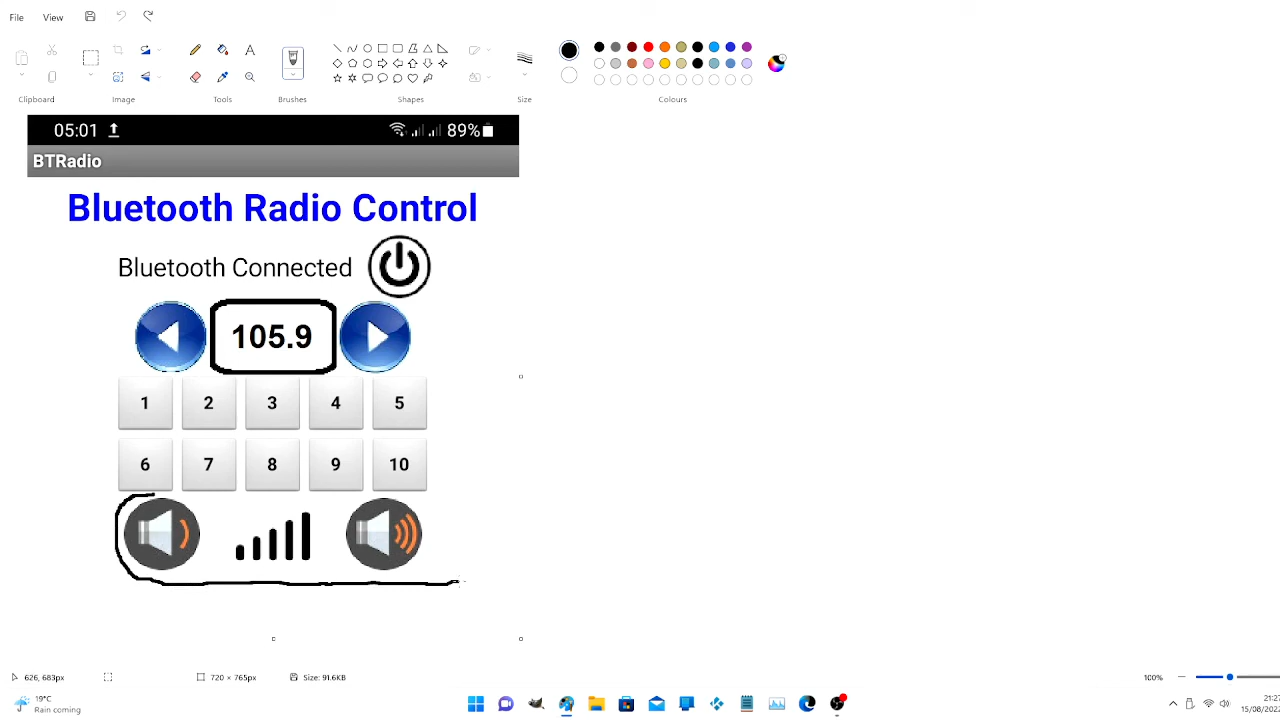 File View
Clipboard Image Tools Brushes Shapes Size Colours
05:01 89%
BTRadio
Bluetooth Radio Control
Bluetooth Connected
105.9
1 2 3 4 5
6 7 8 9 10
626, 683px 720 × 765px Size: 91.6KB 100%
19°C
Rain coming
21:27
15/08/2022